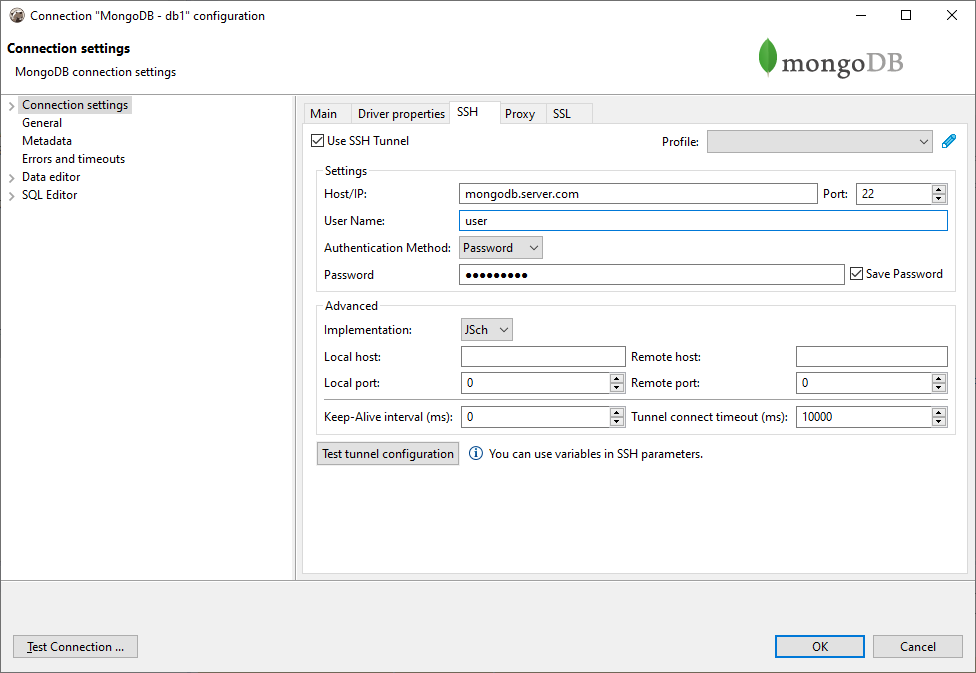 Connection "MongoDB - db1" configuration
Connection settings
MongoDB connection settings
mongoDB
Connection settings
General
Metadata
Errors and timeouts
Data editor
SQL Editor
Main Driver properties SSH Proxy SSL
Use SSH Tunnel Profile:
Settings
Host/IP: mongodb.server.com Port: 22
User Name: user
Authentication Method: Password
Password ●●●●●●●●● Save Password
Advanced
Implementation: JSch
Local host: Remote host:
Local port: 0 Remote port: 0
Keep-Alive interval (ms): 0 Tunnel connect timeout (ms): 10000
Test tunnel configuration You can use variables in SSH parameters.
Test Connection ... OK Cancel